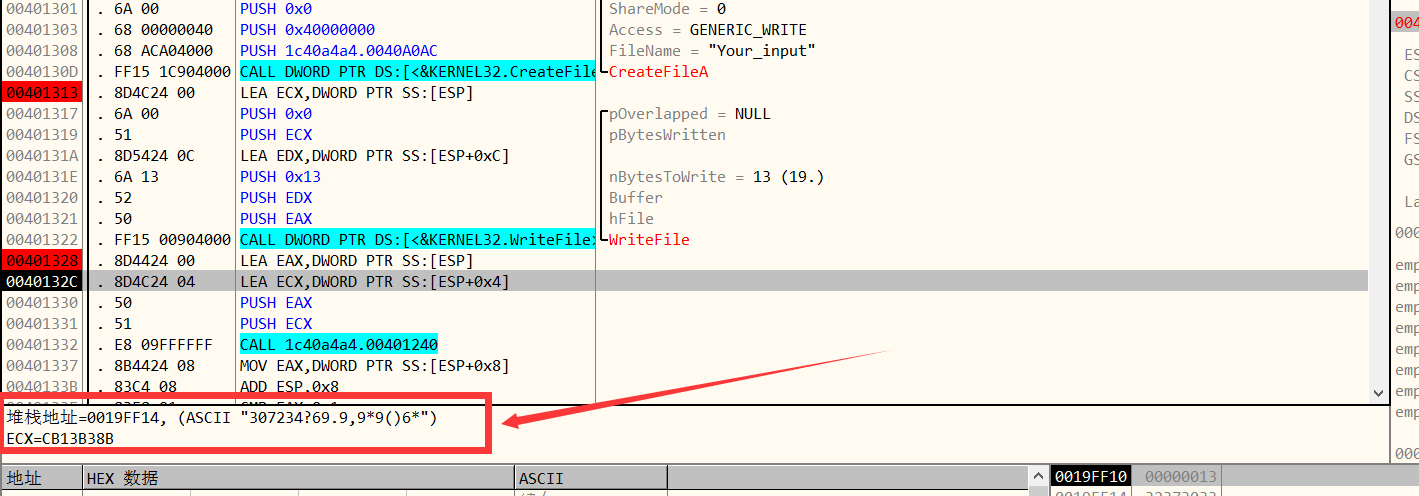 00401301 . 6A 00 PUSH 0x0 ShareMode = 0
00401303 . 68 00000040 PUSH 0x40000000 Access = GENERIC_WRITE
00401308 . 68 ACA04000 PUSH 1c40a4a4.0040A0AC FileName = "Your_input"
0040130D . FF15 1C904000 CALL DWORD PTR DS:[<&KERNEL32.CreateFile CreateFileA
00401313 . 8D4C24 00 LEA ECX,DWORD PTR SS:[ESP]
00401317 . 6A 00 PUSH 0x0 pOverlapped = NULL
00401319 . 51 PUSH ECX pBytesWritten
0040131A . 8D5424 0C LEA EDX,DWORD PTR SS:[ESP+0xC]
0040131E . 6A 13 PUSH 0x13 nBytesToWrite = 13 (19.)
00401320 . 52 PUSH EDX Buffer
00401321 . 50 PUSH EAX hFile
00401322 . FF15 00904000 CALL DWORD PTR DS:[<&KERNEL32.WriteFile> WriteFile
00401328 . 8D4424 00 LEA EAX,DWORD PTR SS:[ESP]
0040132C . 8D4C24 04 LEA ECX,DWORD PTR SS:[ESP+0x4]
00401330 . 50 PUSH EAX
00401331 . 51 PUSH ECX
00401332 . E8 09FFFFFF CALL 1c40a4a4.00401240
00401337 . 8B4424 08 MOV EAX,DWORD PTR SS:[ESP+0x8]
0040133B . 83C4 08 ADD ESP,0x8
堆栈地址=0019FF14, (ASCII "307234?69.9,9*9()6*")
ECX=CB13B38B
地址 HEX 数据 ASCII
0019FF10 00000013
004
ES
CS
SS
DS
FS
GS
La
000
emp
emp
emp
emp
emp
emp
emp
emp
000